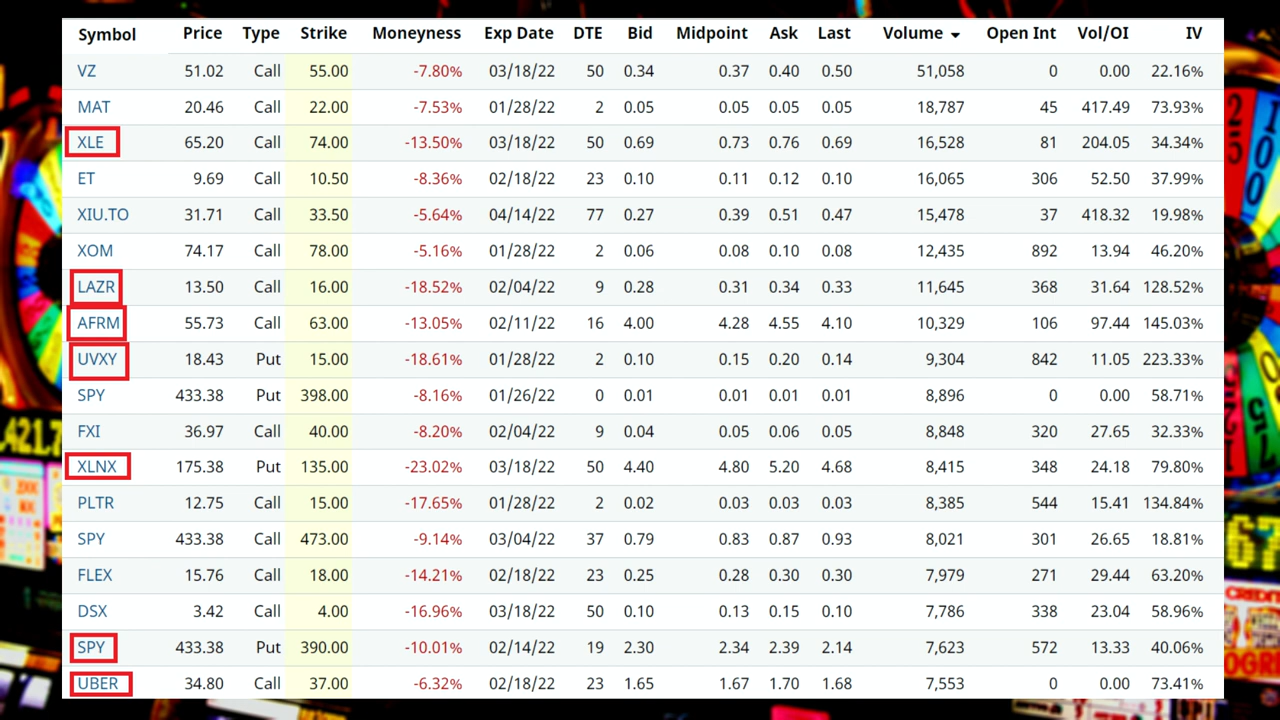 Symbol Price Type Strike Moneyness Exp Date DTE Bid Midpoint Ask Last Volume Open Int Vol/OI IV
VZ 51.02 Call 55.00 -7.80% 03/18/22 50 0.34 0.37 0.40 0.50 51,058 0 0.00 22.16%
MAT 20.46 Call 22.00 -7.53% 01/28/22 2 0.05 0.05 0.05 0.05 18,787 45 417.49 73.93%
XLE 65.20 Call 74.00 -13.50% 03/18/22 50 0.69 0.73 0.76 0.69 16,528 81 204.05 34.34%
ET 9.69 Call 10.50 -8.36% 02/18/22 23 0.10 0.11 0.12 0.10 16,065 306 52.50 37.99%
XIU.TO 31.71 Call 33.50 -5.64% 04/14/22 77 0.27 0.39 0.51 0.47 15,478 37 418.32 19.98%
XOM 74.17 Call 78.00 -5.16% 01/28/22 2 0.06 0.08 0.10 0.08 12,435 892 13.94 46.20%
LAZR 13.50 Call 16.00 -18.52% 02/04/22 9 0.28 0.31 0.34 0.33 11,645 368 31.64 128.52%
AFRM 55.73 Call 63.00 -13.05% 02/11/22 16 4.00 4.28 4.55 4.10 10,329 106 97.44 145.03%
UVXY 18.43 Put 15.00 -18.61% 01/28/22 2 0.10 0.15 0.20 0.14 9,304 842 11.05 223.33%
SPY 433.38 Put 398.00 -8.16% 01/26/22 0 0.01 0.01 0.01 0.01 8,896 0 0.00 58.71%
FXI 36.97 Call 40.00 -8.20% 02/04/22 9 0.04 0.05 0.06 0.05 8,848 320 27.65 32.33%
XLNX 175.38 Put 135.00 -23.02% 03/18/22 50 4.40 4.80 5.20 4.68 8,415 348 24.18 79.80%
PLTR 12.75 Call 15.00 -17.65% 01/28/22 2 0.02 0.03 0.03 0.03 8,385 544 15.41 134.84%
SPY 433.38 Call 473.00 -9.14% 03/04/22 37 0.79 0.83 0.87 0.93 8,021 301 26.65 18.81%
FLEX 15.76 Call 18.00 -14.21% 02/18/22 23 0.25 0.28 0.30 0.30 7,979 271 29.44 63.20%
DSX 3.42 Call 4.00 -16.96% 03/18/22 50 0.10 0.13 0.15 0.10 7,786 338 23.04 58.96%
SPY 433.38 Put 390.00 -10.01% 02/14/22 19 2.30 2.34 2.39 2.14 7,623 572 13.33 40.06%
UBER 34.80 Call 37.00 -6.32% 02/18/22 23 1.65 1.67 1.70 1.68 7,553 0 0.00 73.41%